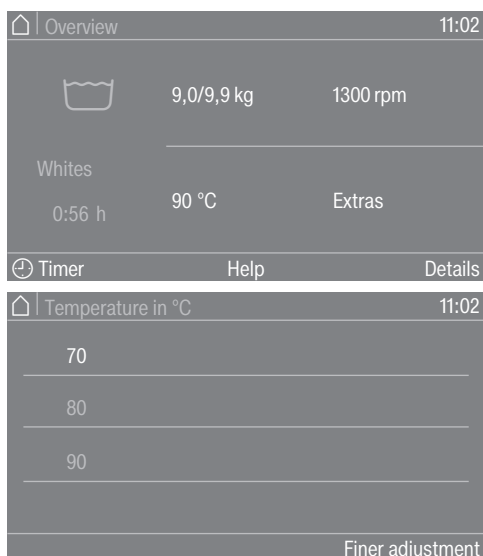 Overview 11:02
9,0/9,9 kg 1300 rpm
Whites
90 °C Extras
0:56 h
Timer Help Details
Temperature in °C 11:02
70
80
90
Finer adjustment